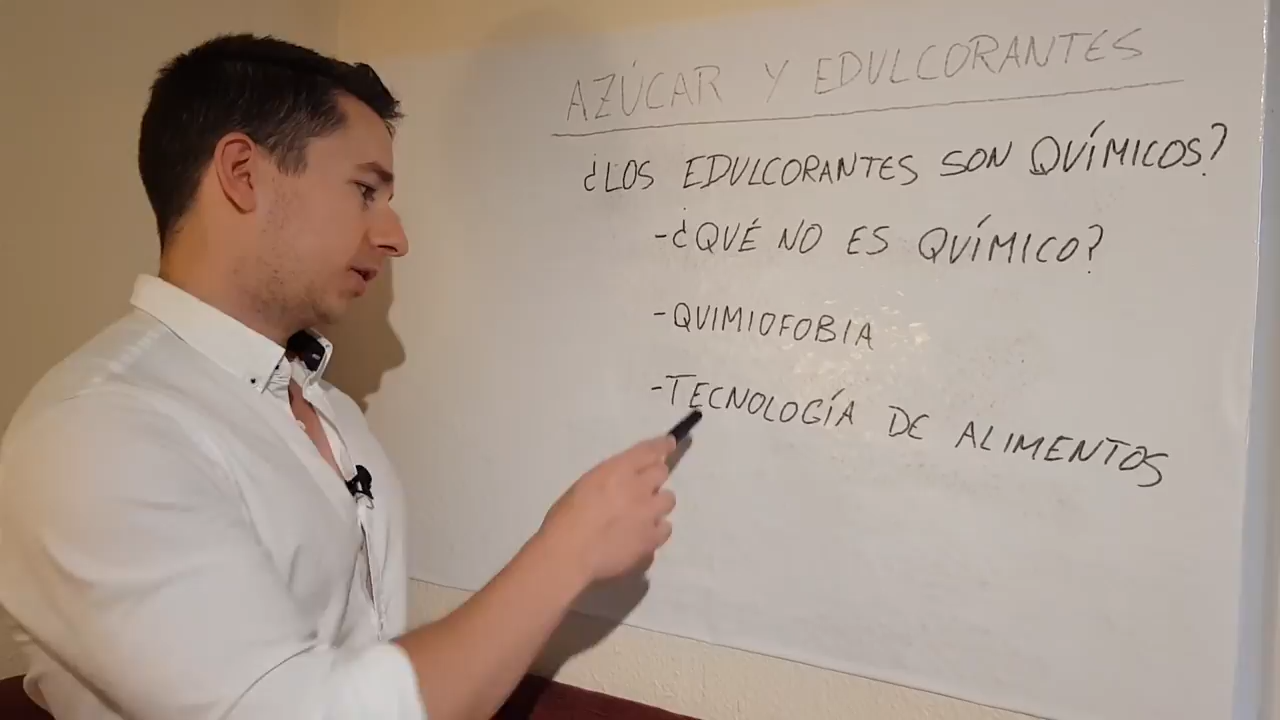 AZÚCAR Y EDULCORANTES
¿LOS EDULCORANTES SON QUÍMICOS?
-¿QUÉ NO ES QUÍMICO?
-QUIMIOFOBIA
-TECNOLOGÍA DE ALIMENTOS